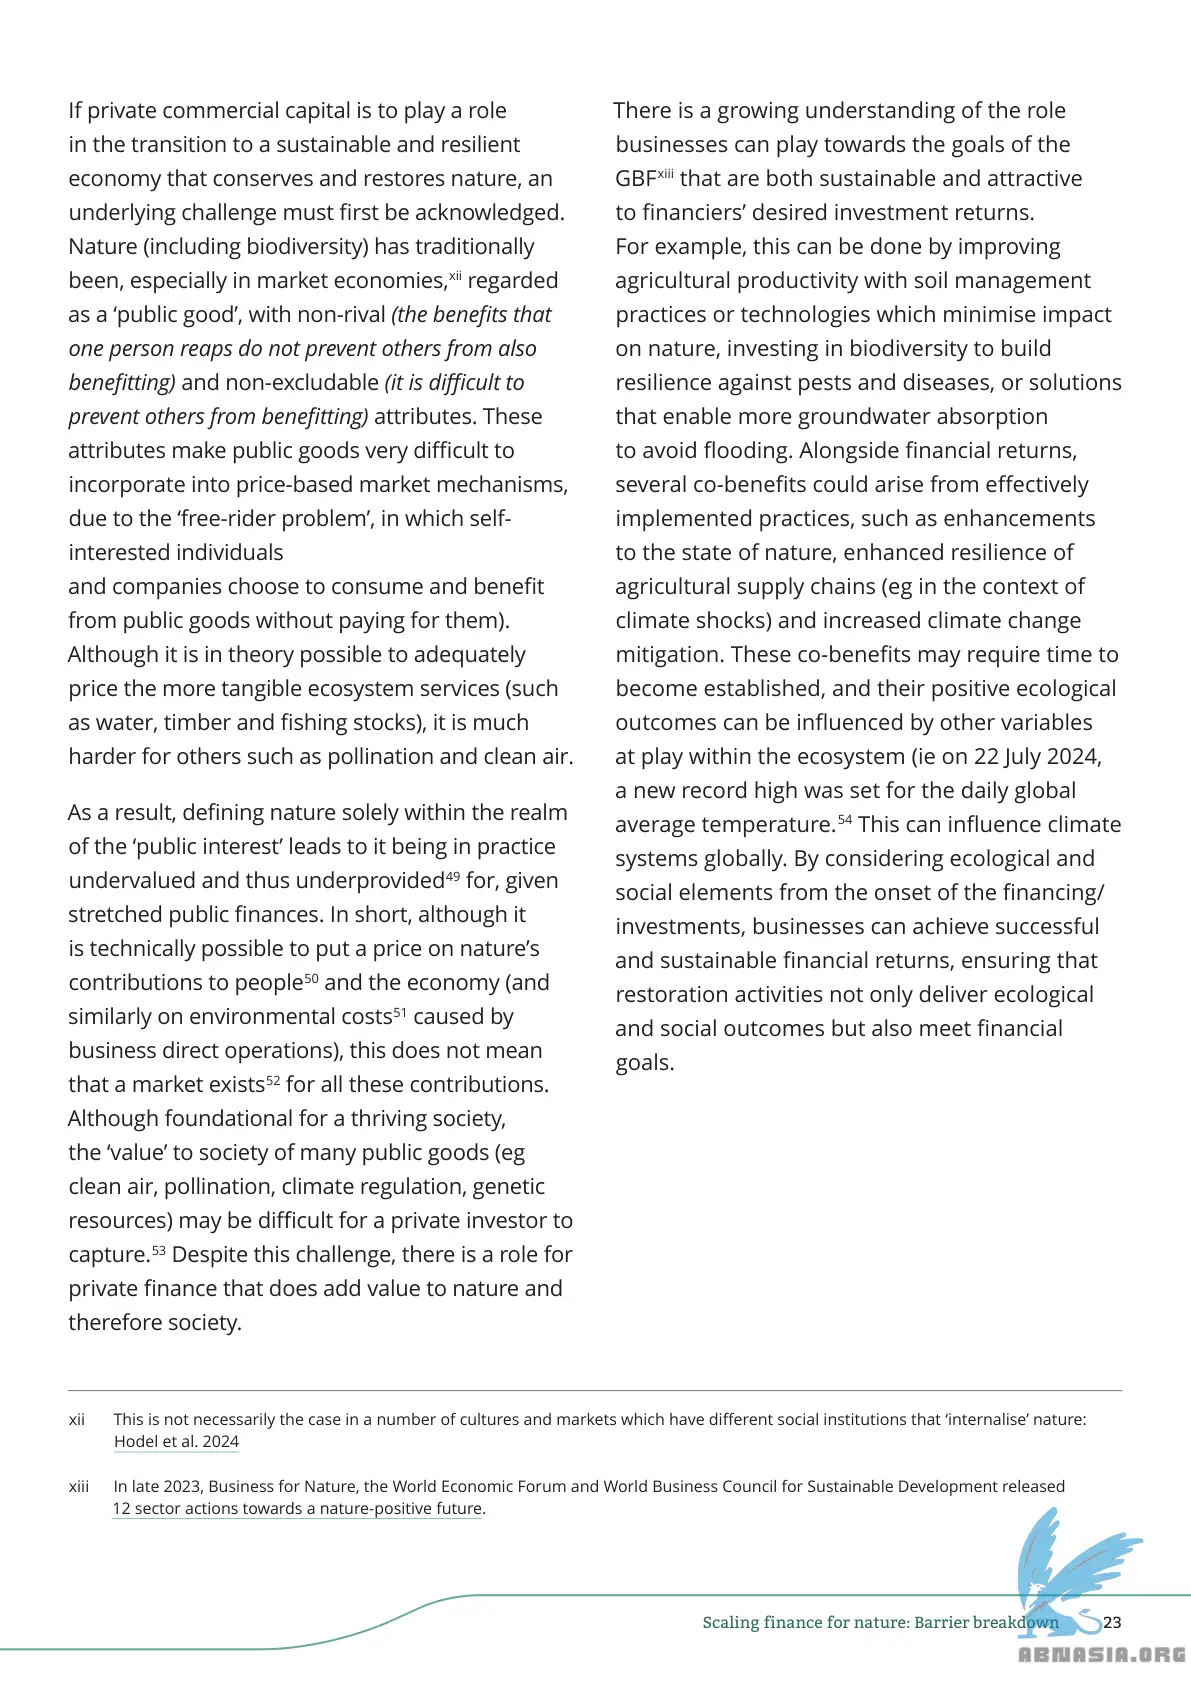 If private commercial capital is to play a role
in the transition to a sustainable and resilient
economy that conserves and restores nature, an
underlying challenge must first be acknowledged.
Nature (including biodiversity) has traditionally
been, especially in market economies,xii regarded
as a ‘public good’, with non-rival (the benefits that
one person reaps do not prevent others from also
benefitting) and non-excludable (it is difficult to
prevent others from benefitting) attributes. These
attributes make public goods very difficult to
incorporate into price-based market mechanisms,
due to the ‘free-rider problem’, in which self-
interested individuals
and companies choose to consume and benefit
from public goods without paying for them).
Although it is in theory possible to adequately
price the more tangible ecosystem services (such
as water, timber and fishing stocks), it is much
harder for others such as pollination and clean air.
As a result, defining nature solely within the realm
of the ‘public interest’ leads to it being in practice
undervalued and thus underprovided49 for, given
stretched public finances. In short, although it
is technically possible to put a price on nature’s
contributions to people50 and the economy (and
similarly on environmental costs51 caused by
business direct operations), this does not mean
that a market exists52 for all these contributions.
Although foundational for a thriving society,
the ‘value’ to society of many public goods (eg
clean air, pollination, climate regulation, genetic
resources) may be difficult for a private investor to
capture.53 Despite this challenge, there is a role for
private finance that does add value to nature and
therefore society.
There is a growing understanding of the role
businesses can play towards the goals of the
GBFxiii that are both sustainable and attractive
to financiers’ desired investment returns.
For example, this can be done by improving
agricultural productivity with soil management
practices or technologies which minimise impact
on nature, investing in biodiversity to build
resilience against pests and diseases, or solutions
that enable more groundwater absorption
to avoid flooding. Alongside financial returns,
several co-benefits could arise from effectively
implemented practices, such as enhancements
to the state of nature, enhanced resilience of
agricultural supply chains (eg in the context of
climate shocks) and increased climate change
mitigation. These co-benefits may require time to
become established, and their positive ecological
outcomes can be influenced by other variables
at play within the ecosystem (ie on 22 July 2024,
a new record high was set for the daily global
average temperature.54 This can influence climate
systems globally. By considering ecological and
social elements from the onset of the financing/
investments, businesses can achieve successful
and sustainable financial returns, ensuring that
restoration activities not only deliver ecological
and social outcomes but also meet financial
goals.
xii This is not necessarily the case in a number of cultures and markets which have different social institutions that ‘internalise’ nature:
Hodel et al. 2024
xiii In late 2023, Business for Nature, the World Economic Forum and World Business Council for Sustainable Development released
12 sector actions towards a nature-positive future.
Scaling finance for nature: Barrier breakdown 23
ABNASIA.ORG